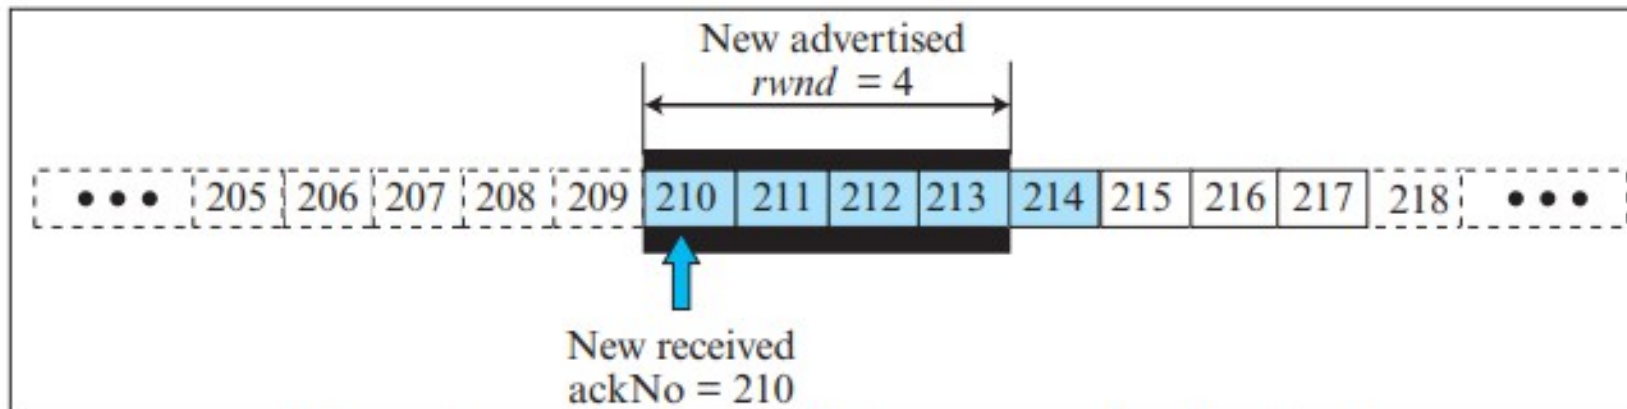 New advertised
rwnd = 4
••• 205 206 207 208 209 210 211 212 213 214 215 216 217 218 •••
New received
ackNo = 210